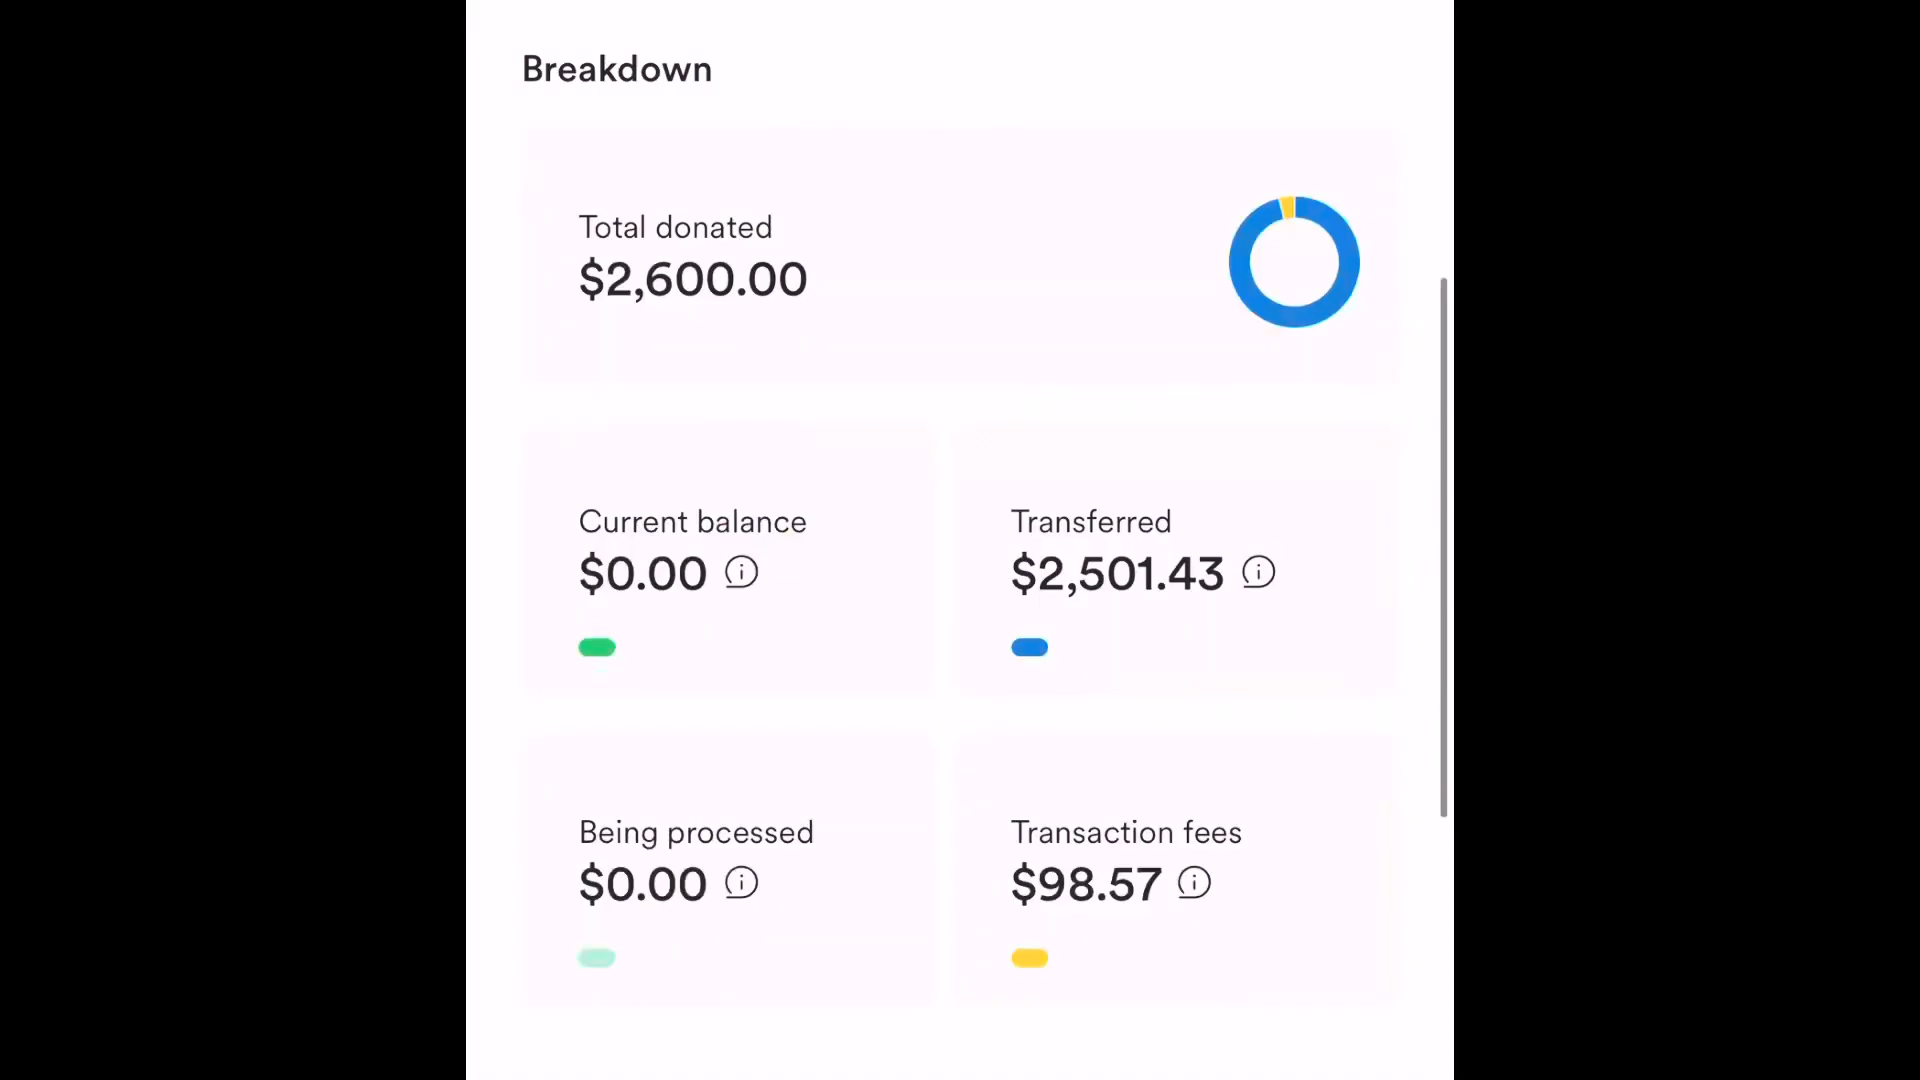 Breakdown
Total donated
$2,600.00
Current balance
$0.00
Transferred
$2,501.43
Being processed
$0.00
Transaction fees
$98.57